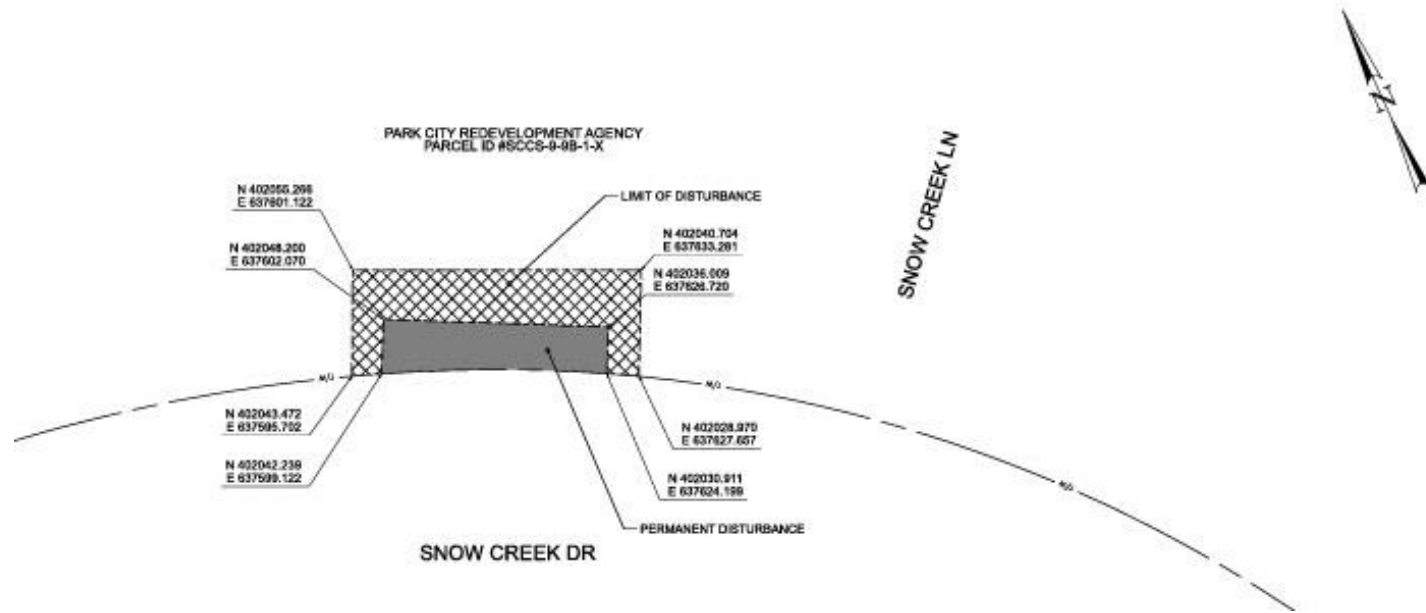 PARK CITY REDEVELOPMENT AGENCY
PARCEL ID #SCCS-9-9B-1-X
N 402055.266
E 637601.122
LIMIT OF DISTURBANCE
N 402048.200
E 637602.070
N 402040.704
E 637633.281
N 402036.009
E 637626.720
SNOW CREEK LN
N
N 402043.472
E 637595.702
N 402042.239
E 637599.122
N 402028.970
E 637627.657
N 402030.911
E 637624.199
PERMANENT DISTURBANCE
SNOW CREEK DR